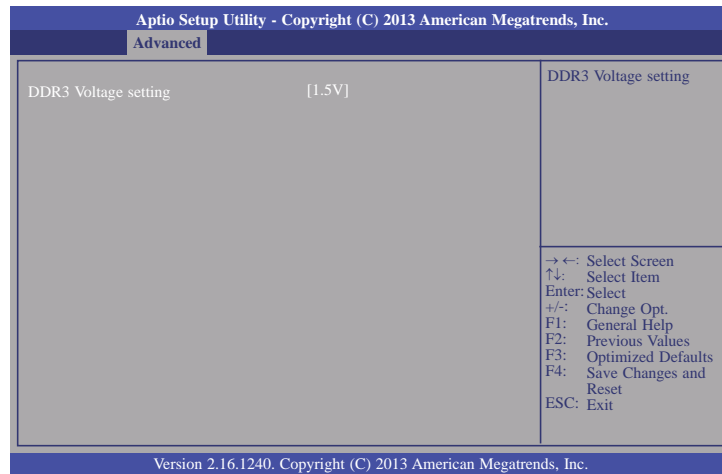 Aptio Setup Utility - Copyright (C) 2013 American Megatrends, Inc.
Advanced
DDR3 Voltage setting [1.5V]
DDR3 Voltage setting
→ ←: Select Screen
↑↓: Select Item
Enter: Select
+/-: Change Opt.
F1: General Help
F2: Previous Values
F3: Optimized Defaults
F4: Save Changes and
Reset
ESC: Exit
Version 2.16.1240. Copyright (C) 2013 American Megatrends, Inc.